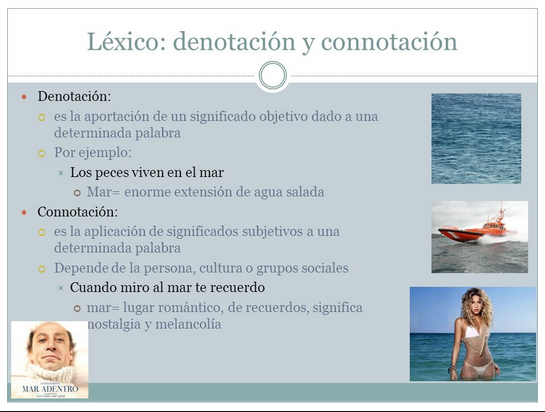 Léxico: denotación y connotación
Denotación:
es la aportación de un significado objetivo dado a una
determinada palabra
Por ejemplo:
Los peces viven en el mar
Mar= enorme extensión de agua salada
Connotación:
es la aplicación de significados subjetivos a una
determinada palabra
Depende de la persona, cultura o grupos sociales
Cuando miro al mar te recuerdo
mar= lugar romántico, de recuerdos, significa
nostalgia y melancolía
MAR ADENTRO